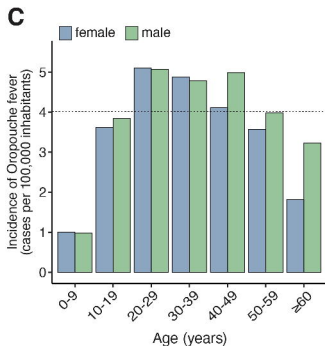 C
female male
Incidence of Oropouche fever
(cases per 100,000 inhabitants)
5
4
3
2
1
0
0-9 10-19 20-29 30-39 40-49 50-59 ≥60
Age (years)